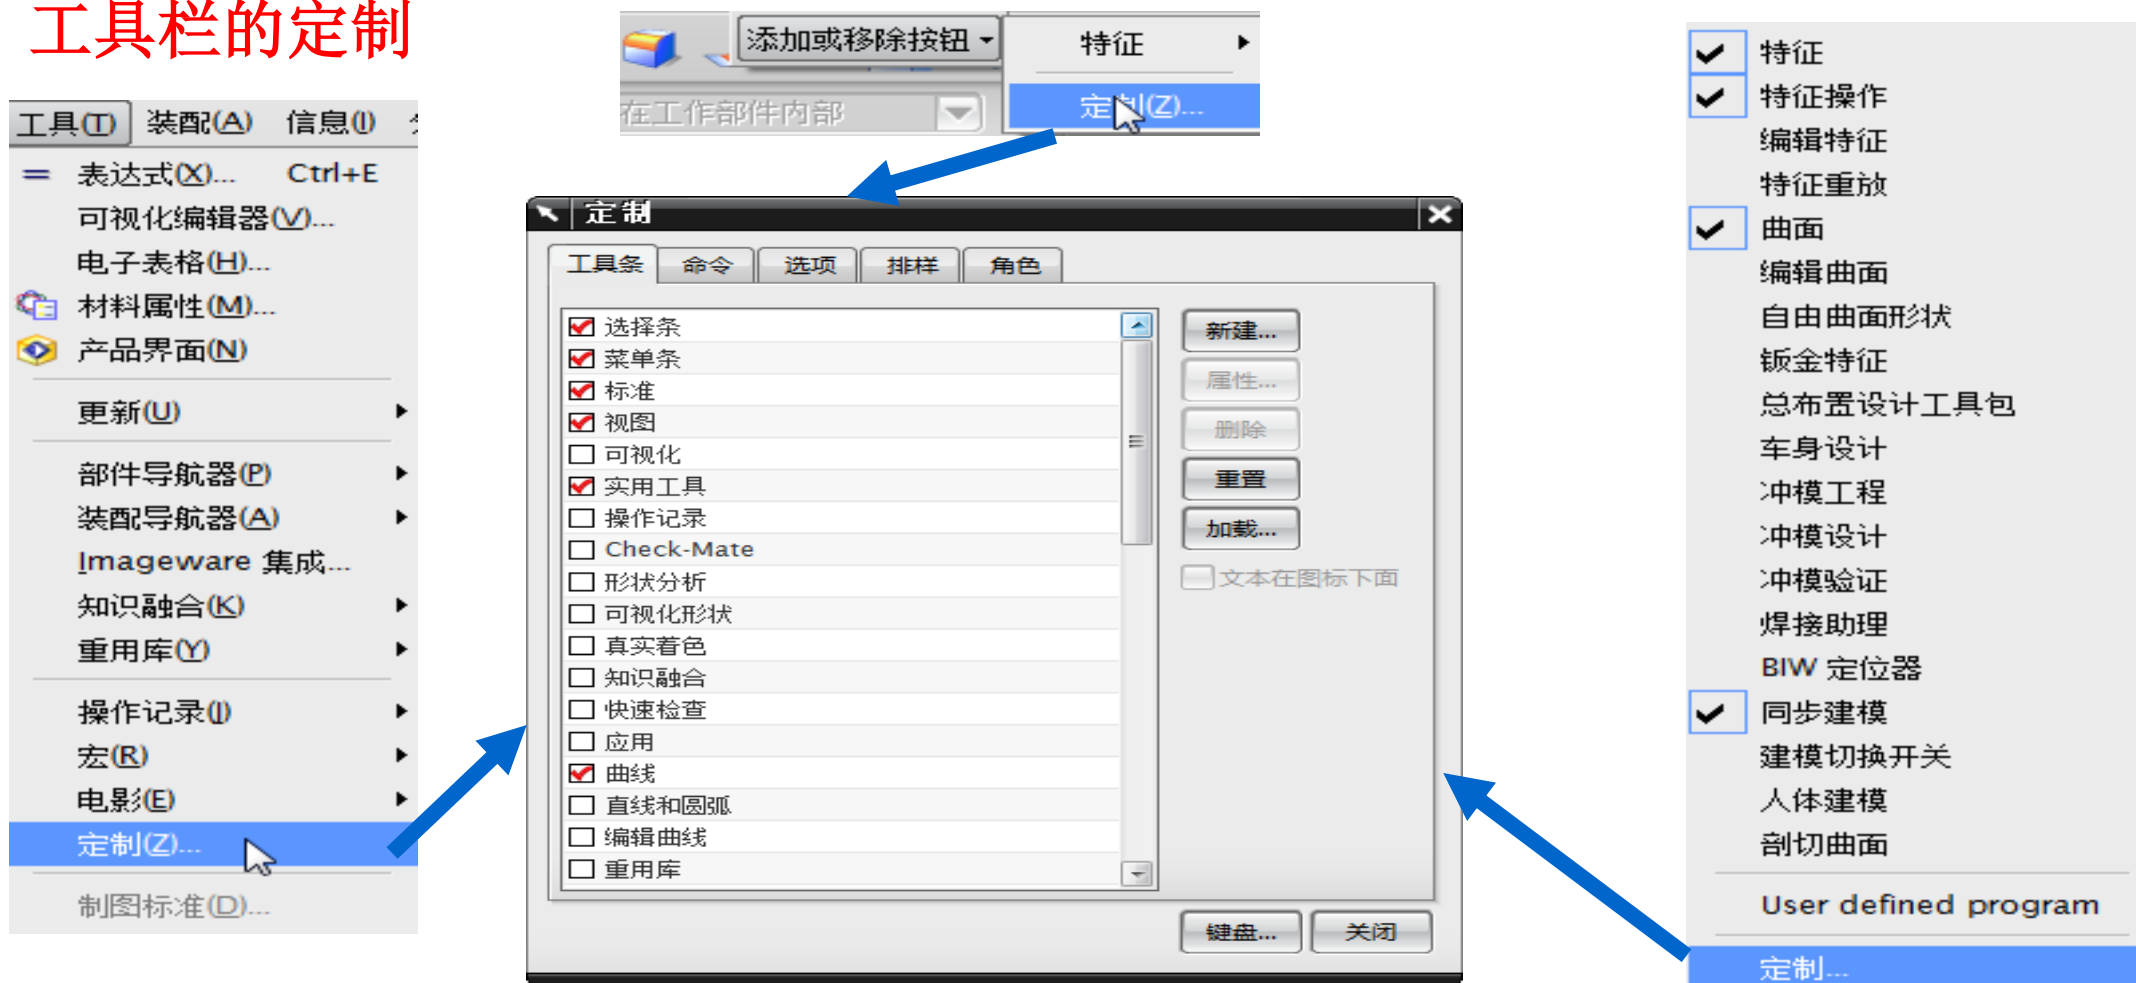 工具栏的定制
工具(T) 装配(A) 信息(I)
表达式(X)... Ctrl+E
可视化编辑器(V)...
电子表格(H)...
材料属性(M)...
产品界面(N)
更新(U)
部件导航器(P)
装配导航器(A)
Imageware 集成...
知识融合(K)
重用库(Y)
操作记录(J)
宏(R)
电影(E)
定制(Z)...
制图标准(D)...
添加或移除按钮
特征
在工作部件内部
定制(Z)...
定制
工具条 命令 选项 排样 角色
选择条
菜单条
标准
视图
可视化
实用工具
操作记录
Check-Mate
形状分析
可视化形状
真实着色
知识融合
快速检查
应用
曲线
直线和圆弧
编辑曲线
重用库
新建...
属性...
删除
重置
加载...
文本在图标下面
键盘... 关闭
特征
特征操作
编辑特征
特征重放
曲面
编辑曲面
自由曲面形状
钣金特征
总布置设计工具包
车身设计
冲模工程
冲模设计
冲模验证
焊接助理
BIW 定位器
同步建模
建模切换开关
人体建模
剖切曲面
User defined program
定制...